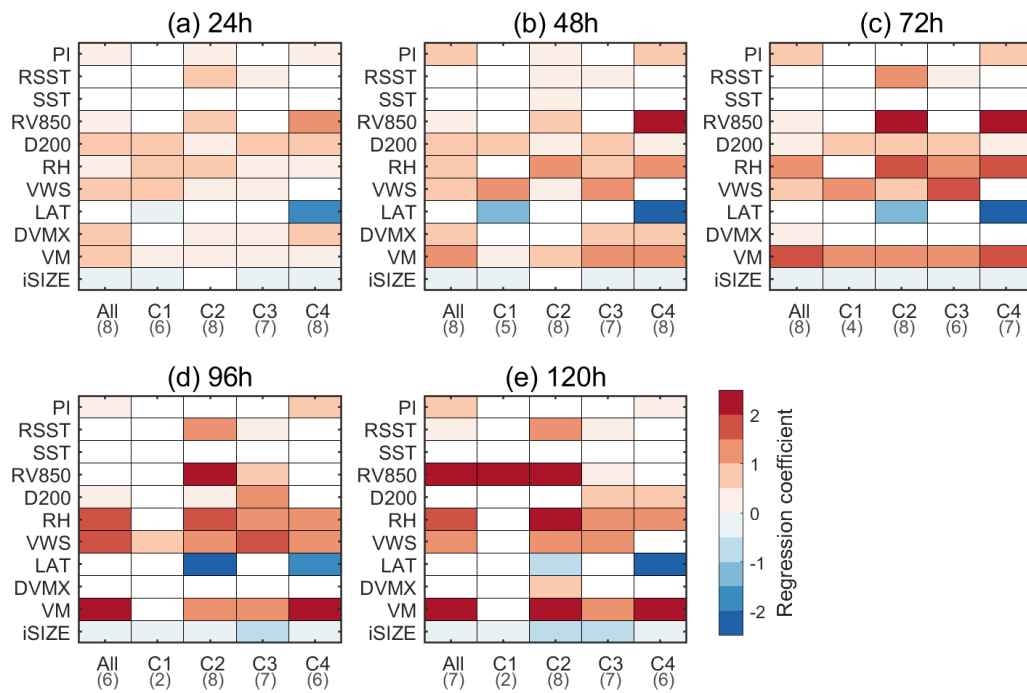 (a) 24h
(b) 48h
(c) 72h
PI
RSST
SST
RV850
D200
RH
VWS
LAT
DVMX
VM
iSIZE
All C1 C2 C3 C4
(8) (6) (8) (7) (8)
PI
RSST
SST
RV850
D200
RH
VWS
LAT
DVMX
VM
iSIZE
All C1 C2 C3 C4
(8) (5) (8) (7) (8)
PI
RSST
SST
RV850
D200
RH
VWS
LAT
DVMX
VM
iSIZE
All C1 C2 C3 C4
(8) (4) (8) (6) (7)
(d) 96h
(e) 120h
PI
RSST
SST
RV850
D200
RH
VWS
LAT
DVMX
VM
iSIZE
All C1 C2 C3 C4
(6) (2) (8) (7) (6)
PI
RSST
SST
RV850
D200
RH
VWS
LAT
DVMX
VM
iSIZE
All C1 C2 C3 C4
(7) (2) (8) (7) (6)
2
1
0
-1
-2
Regression coefficient